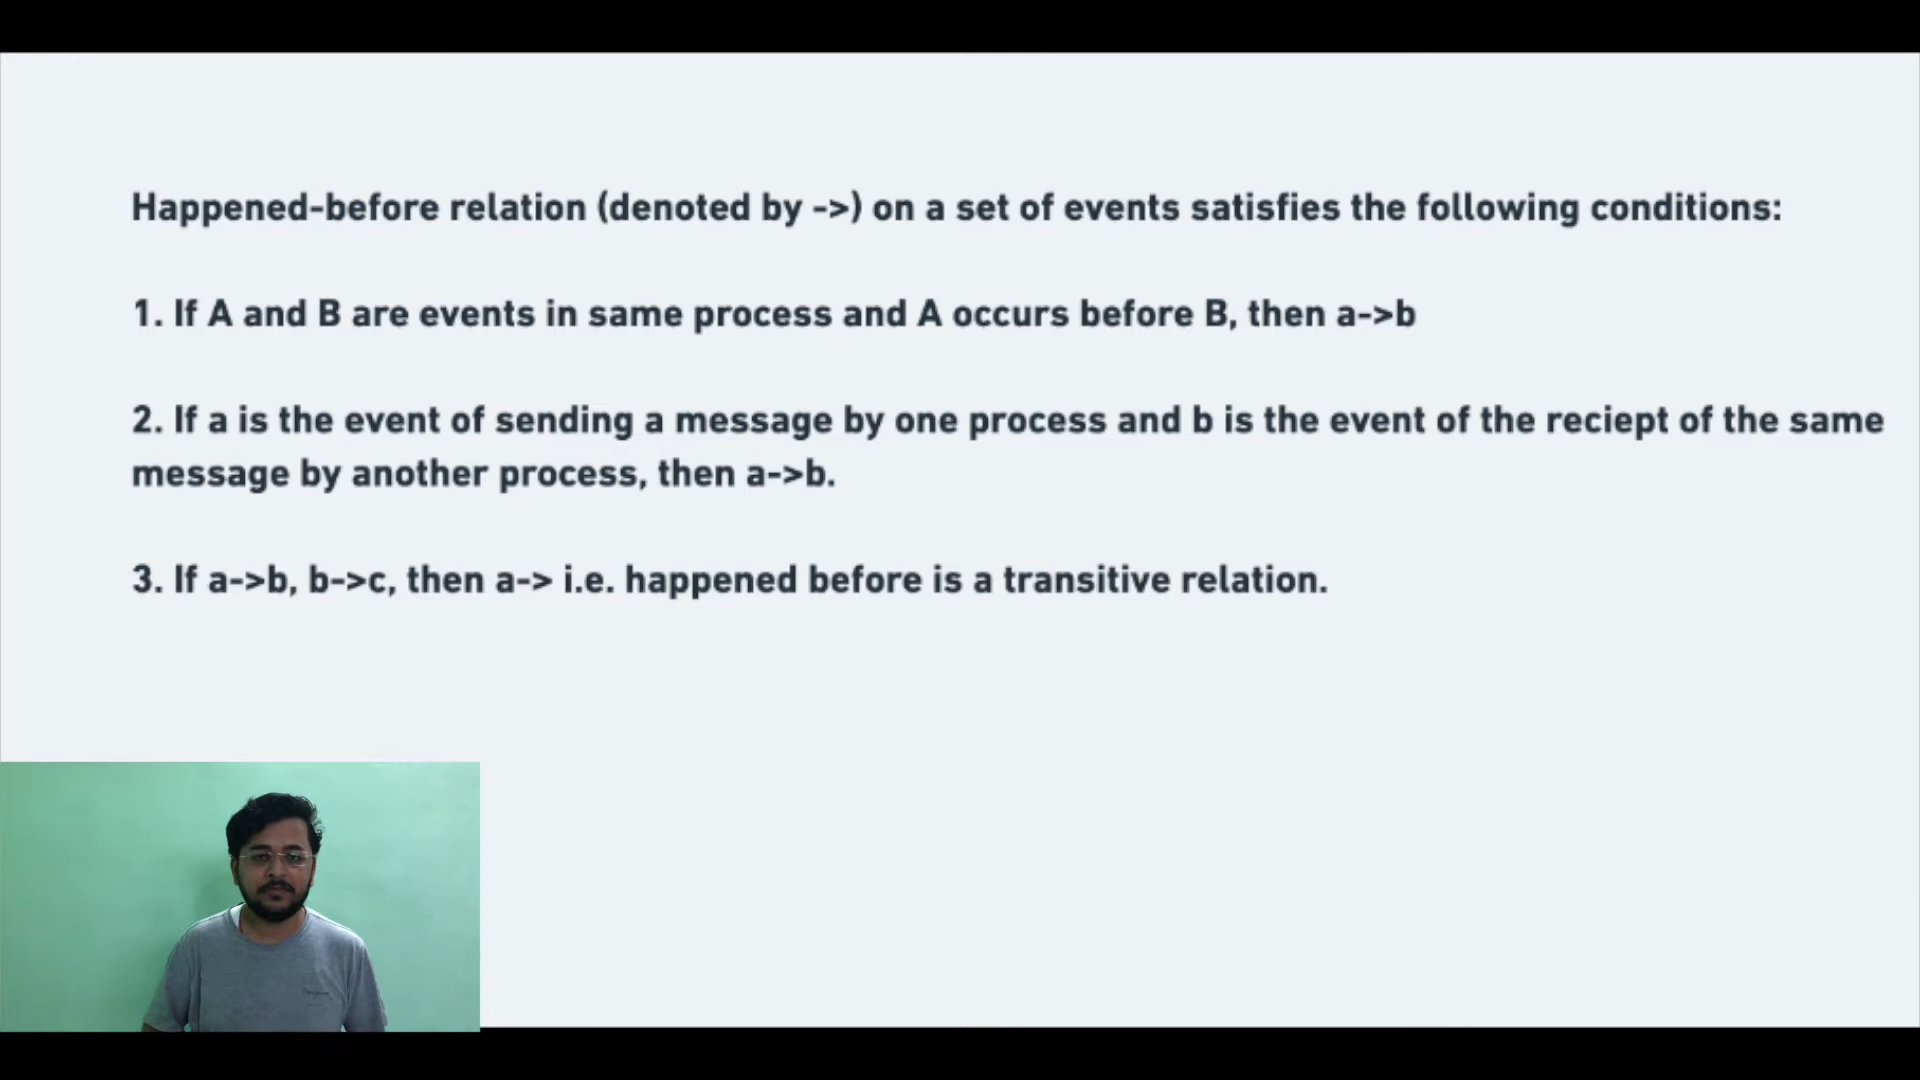 Happened-before relation (denoted by ->) on a set of events satisfies the following conditions:
1. If A and B are events in same process and A occurs before B, then a->b
2. If a is the event of sending a message by one process and b is the event of the reciept of the same
message by another process, then a->b.
3. If a->b, b->c, then a-> i.e. happened before is a transitive relation.